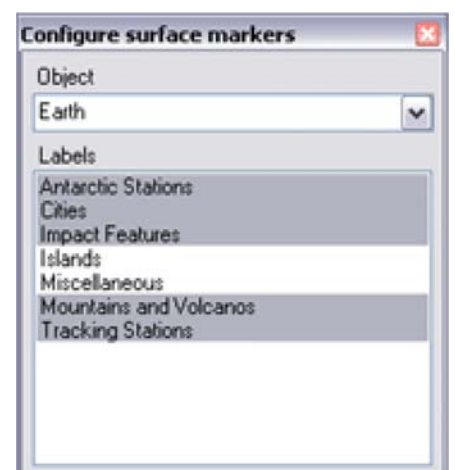 Configure surface markers
Object
Earth
Labels
Antarctic Stations
Cities
Impact Features
Islands
Miscellaneous
Mountains and Volcanos
Tracking Stations